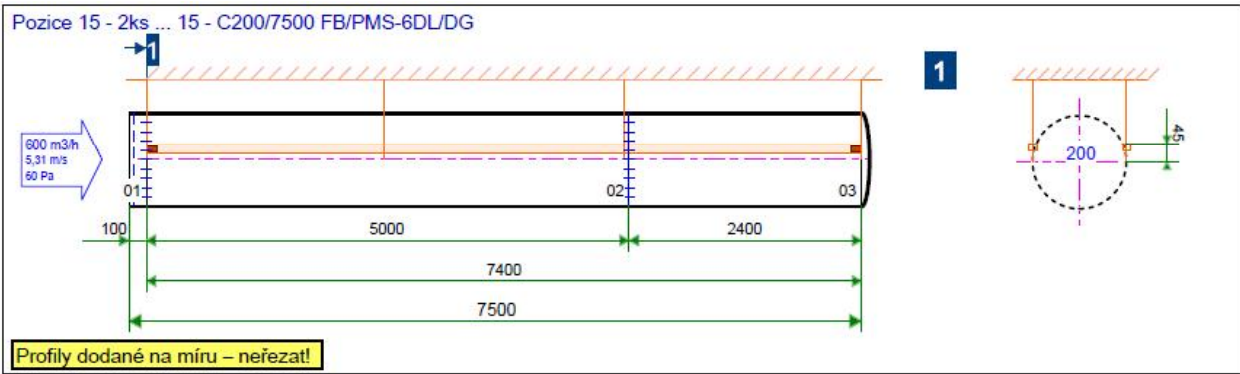 Pozice 15 - 2ks ... 15 - C200/7500 FB/PMS-6DL/DG
1
1
600 m3/h
5,31 m/s
60 Pa
200
45
01
02
03
100
5000
2400
7400
7500
Profily dodané na míru – neřezat!